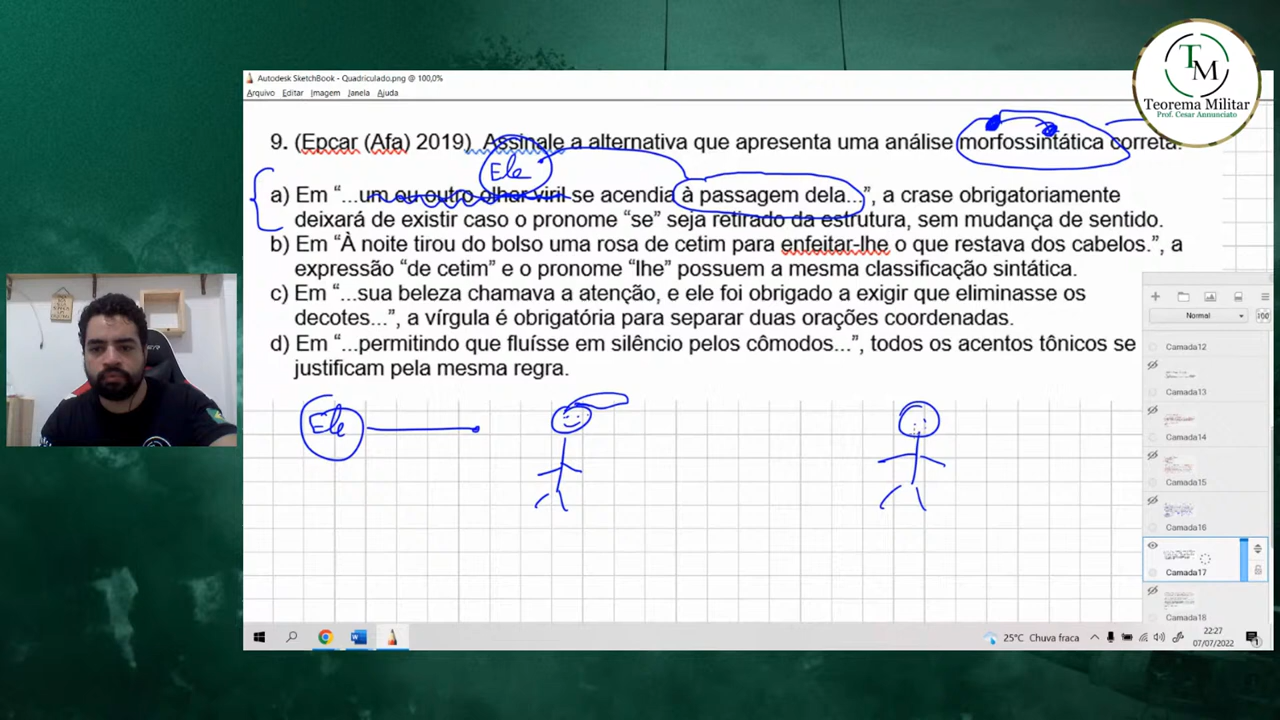 Autodesk SketchBook - Quadriculado.png @ 100,0%
Arquivo Editar Imagem Janela Ajuda
TM
Teorema Militar
Prof. Cesar Annunciato
9. (Epcar (Afa) 2019) Assinale a alternativa que apresenta uma análise morfossintática correta.
Ele
a) Em “...um ou outro olhar viril se acendia à passagem dela...”, a crase obrigatoriamente
deixará de existir caso o pronome “se” seja retirado da estrutura, sem mudança de sentido.
b) Em “À noite tirou do bolso uma rosa de cetim para enfeitar-lhe o que restava dos cabelos.”, a
expressão “de cetim” e o pronome “lhe” possuem a mesma classificação sintática.
c) Em “...sua beleza chamava a atenção, e ele foi obrigado a exigir que eliminasse os
decotes...”, a vírgula é obrigatória para separar duas orações coordenadas.
d) Em “...permitindo que fluísse em silêncio pelos cômodos...”, todos os acentos tônicos se
justificam pela mesma regra.
Ele
Normal
100
Camada12
Camada13
Camada14
Camada15
Camada16
Camada17
Camada18
25°C Chuva fraca
22:27
07/07/2022